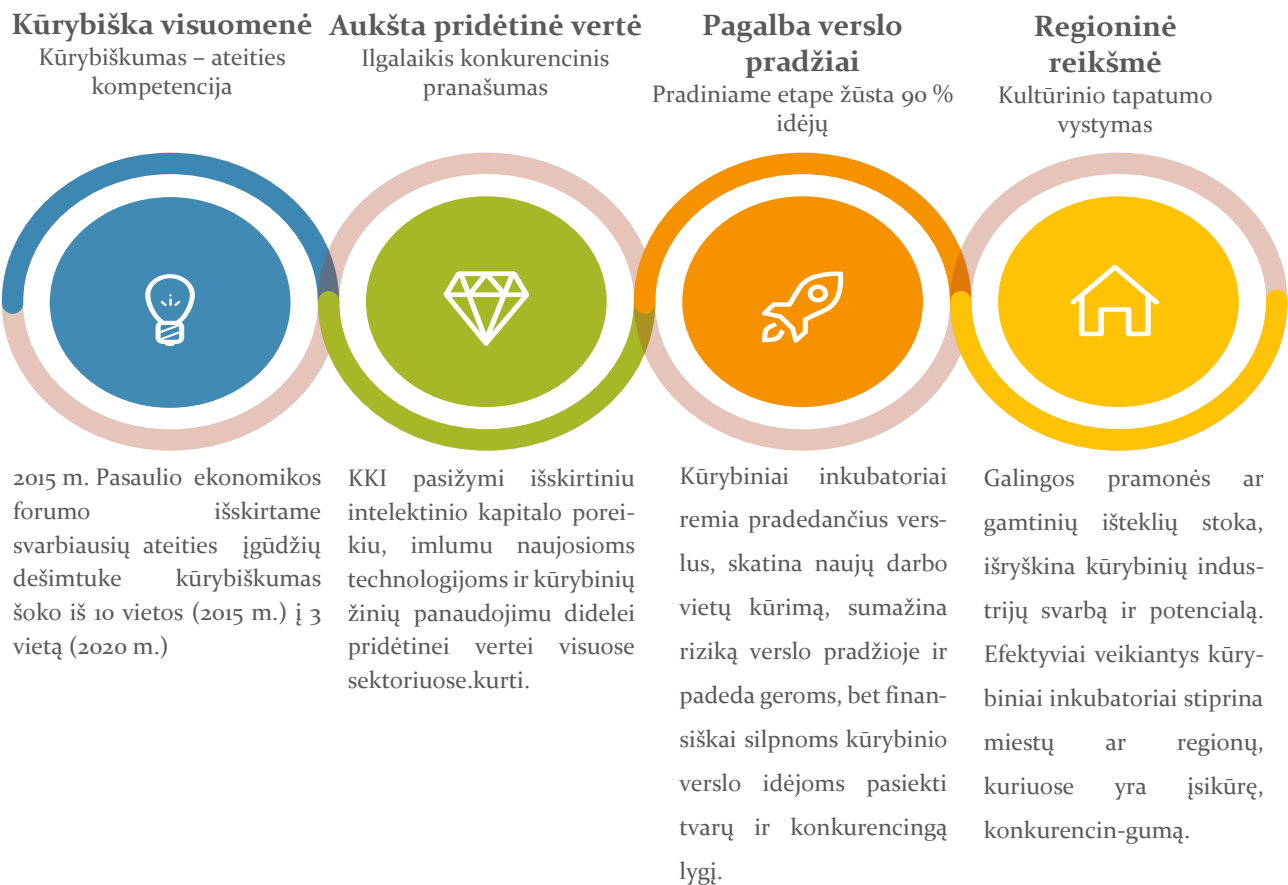 Kūrybiška visuomenė
Kūrybiškumas – ateities
kompetencija
Aukšta pridėtinė vertė
Ilgalaikis konkurencinis
pranašumas
Pagalba verslo
pradžiai
Pradiniame etape žūsta 90 %
idėjų
Regioninė
reikšmė
Kultūrinio tapatumo
vystymas
2015 m. Pasaulio ekonomikos
forumo išskirtame
svarbiausių ateities įgūdžių
dešimtuke kūrybiškumas
šoko iš 10 vietos (2015 m.) į 3
vietą (2020 m.)
KKI pasižymi išskirtiniu
intelektinio kapitalo porei-
kiu, imlumu naujosioms
technologijoms ir kūrybinių
žinių panaudojimu didelei
pridėtinei vertei visuose
sektoriuose.kurti.
Kūrybiniai inkubatoriai
remia pradedančius vers-
lus, skatina naujų darbo
vietų kūrimą, sumažina
riziką verslo pradžioje ir
padeda geroms, bet finan-
siškai silpnoms kūrybinio
verslo idėjoms pasiekti
tvarų ir konkurencingą
lygį.
Galingos pramonės ar
gamtinių išteklių stoka,
išryškina kūrybinių indus-
trijų svarbą ir potencialą.
Efektyviai veikiantys kūry-
biniai inkubatoriai stiprina
miestų ar regionų,
kuriuose yra įsikūrę,
konkurencin-gumą.